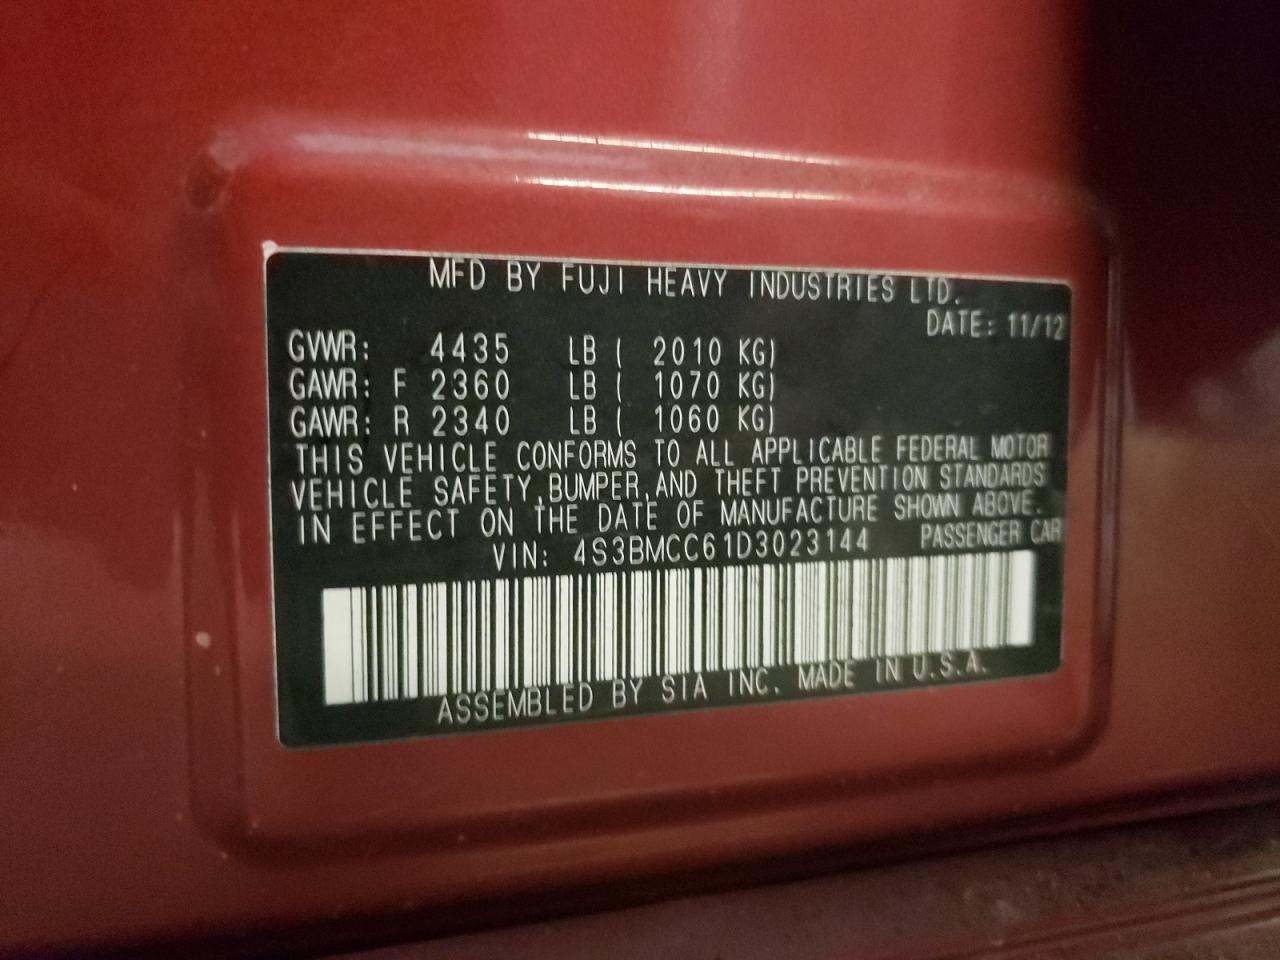 MFD BY FUJI HEAVY INDUSTRIES LTD.
DATE: 11/12
GVWR: 4435 LB ( 2010 KG)
GAWR: F 2360 LB ( 1070 KG)
GAWR: R 2340 LB ( 1060 KG)
THIS VEHICLE CONFORMS TO ALL APPLICABLE FEDERAL MOTOR
VEHICLE SAFETY,BUMPER,AND THEFT PREVENTION STANDARDS
IN EFFECT ON THE DATE OF MANUFACTURE SHOWN ABOVE.
VIN: 4S3BMCC61D3023144 PASSENGER CAR
ASSEMBLED BY SIA INC. MADE IN U.S.A.